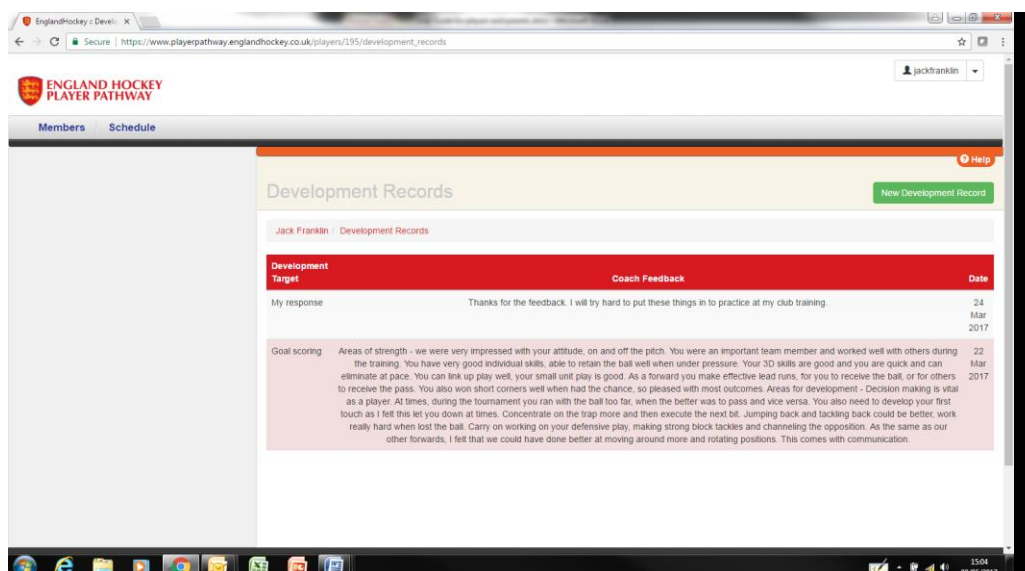 EnglandHockey :: Develo
Secure | https://www.playerpathway.englandhockey.co.uk/players/195/development_records
jackfranklin
ENGLAND HOCKEY
PLAYER PATHWAY
Members Schedule
Help
Development Records
New Development Record
Jack Franklin / Development Records
Development
Target Coach Feedback Date
My response Thanks for the feedback. I will try hard to put these things in to practice at my club training. 24
Mar
2017
Goal scoring Areas of strength - we were very impressed with your attitude, on and off the pitch. You were an important team member and worked well with others during 22
the training. You have very good individual skills, able to retain the ball well when under pressure. Your 3D skills are good and you are quick and can Mar
eliminate at pace. You can link up play well, your small unit play is good. As a forward you make effective lead runs, for you to receive the ball, or for others 2017
to receive the pass. You also won short corners well when had the chance, so pleased with most outcomes. Areas for development - Decision making is vital
as a player. At times, during the tournament you ran with the ball too far, when the better was to pass and vice versa. You also need to develop your first
touch as I felt this let you down at times. Concentrate on the trap more and then execute the next bit. Jumping back and tackling back could be better, work
really hard when lost the ball. Carry on working on your defensive play, making strong block tackles and channeling the opposition. As the same as our
other forwards, I felt that we could have done better at moving around more and rotating positions. This comes with communication.
15:04